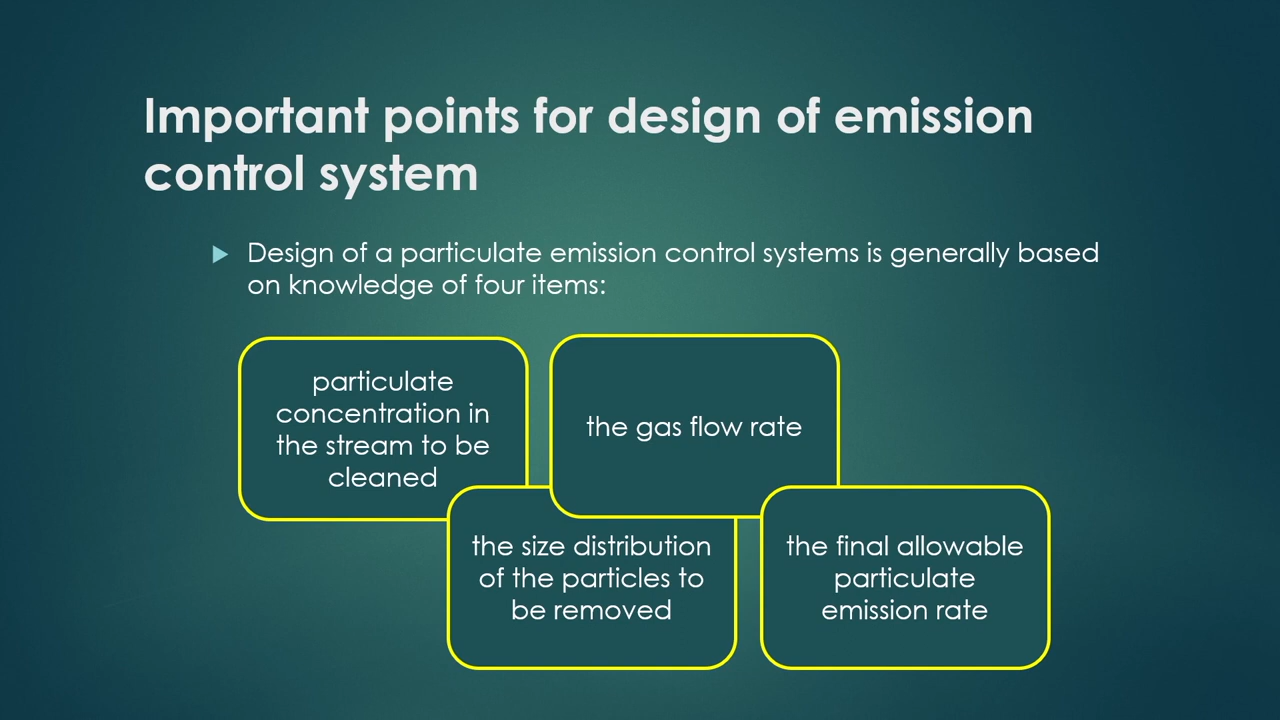 Important points for design of emission
control system
Design of a particulate emission control systems is generally based
on knowledge of four items:
particulate
concentration in
the stream to be
cleaned
the size distribution
of the particles to
be removed
the gas flow rate
the final allowable
particulate
emission rate